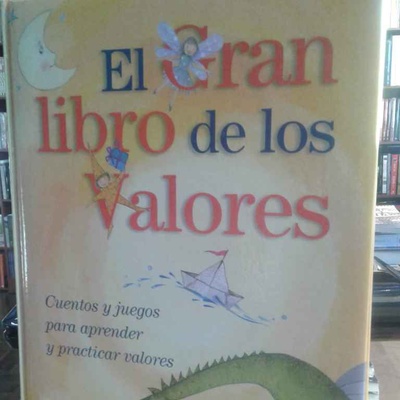 El Gran
libro de los
Valores
Cuentos y juegos
para aprender
y practicar valores